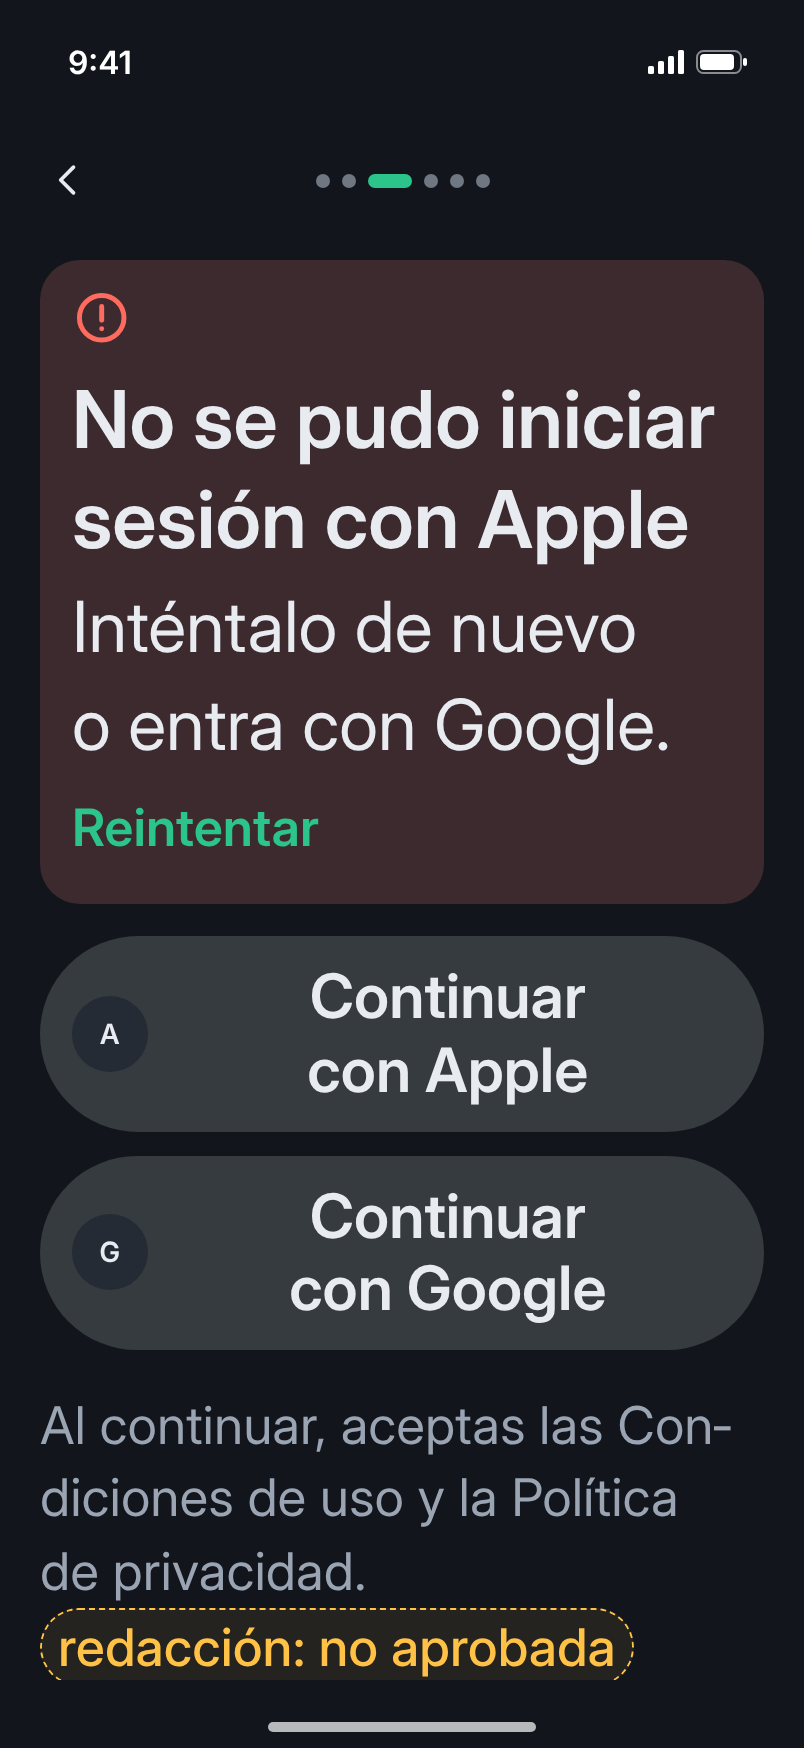 9:41
No se pudo iniciar
sesión con Apple
Inténtalo de nuevo
o entra con Google.
Reintentar
A
Continuar
con Apple
G
Continuar
con Google
Al continuar, aceptas las Con-
diciones de uso y la Política
de privacidad.
redacción: no aprobada